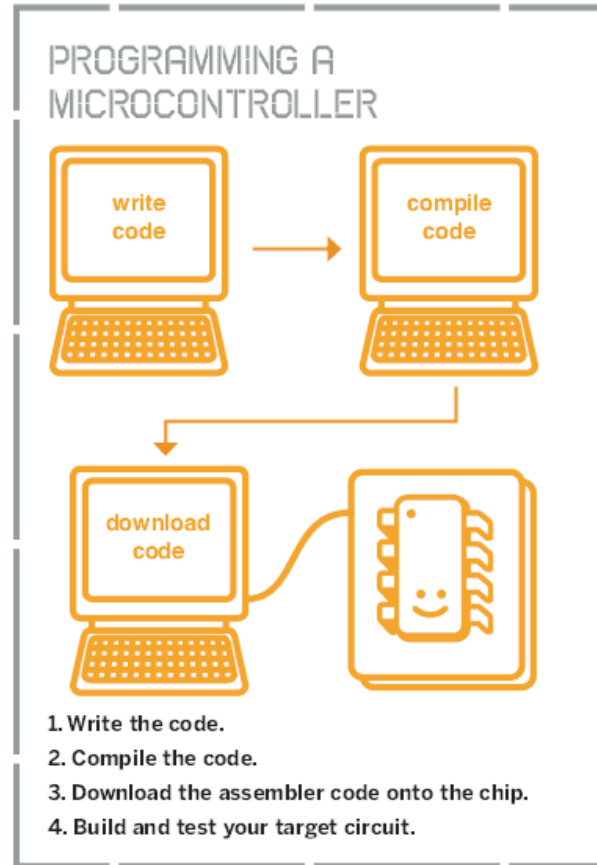 PROGRAMMING A
MICROCONTROLLER
write
code
compile
code
download
code
1. Write the code.
2. Compile the code.
3. Download the assembler code onto the chip.
4. Build and test your target circuit.